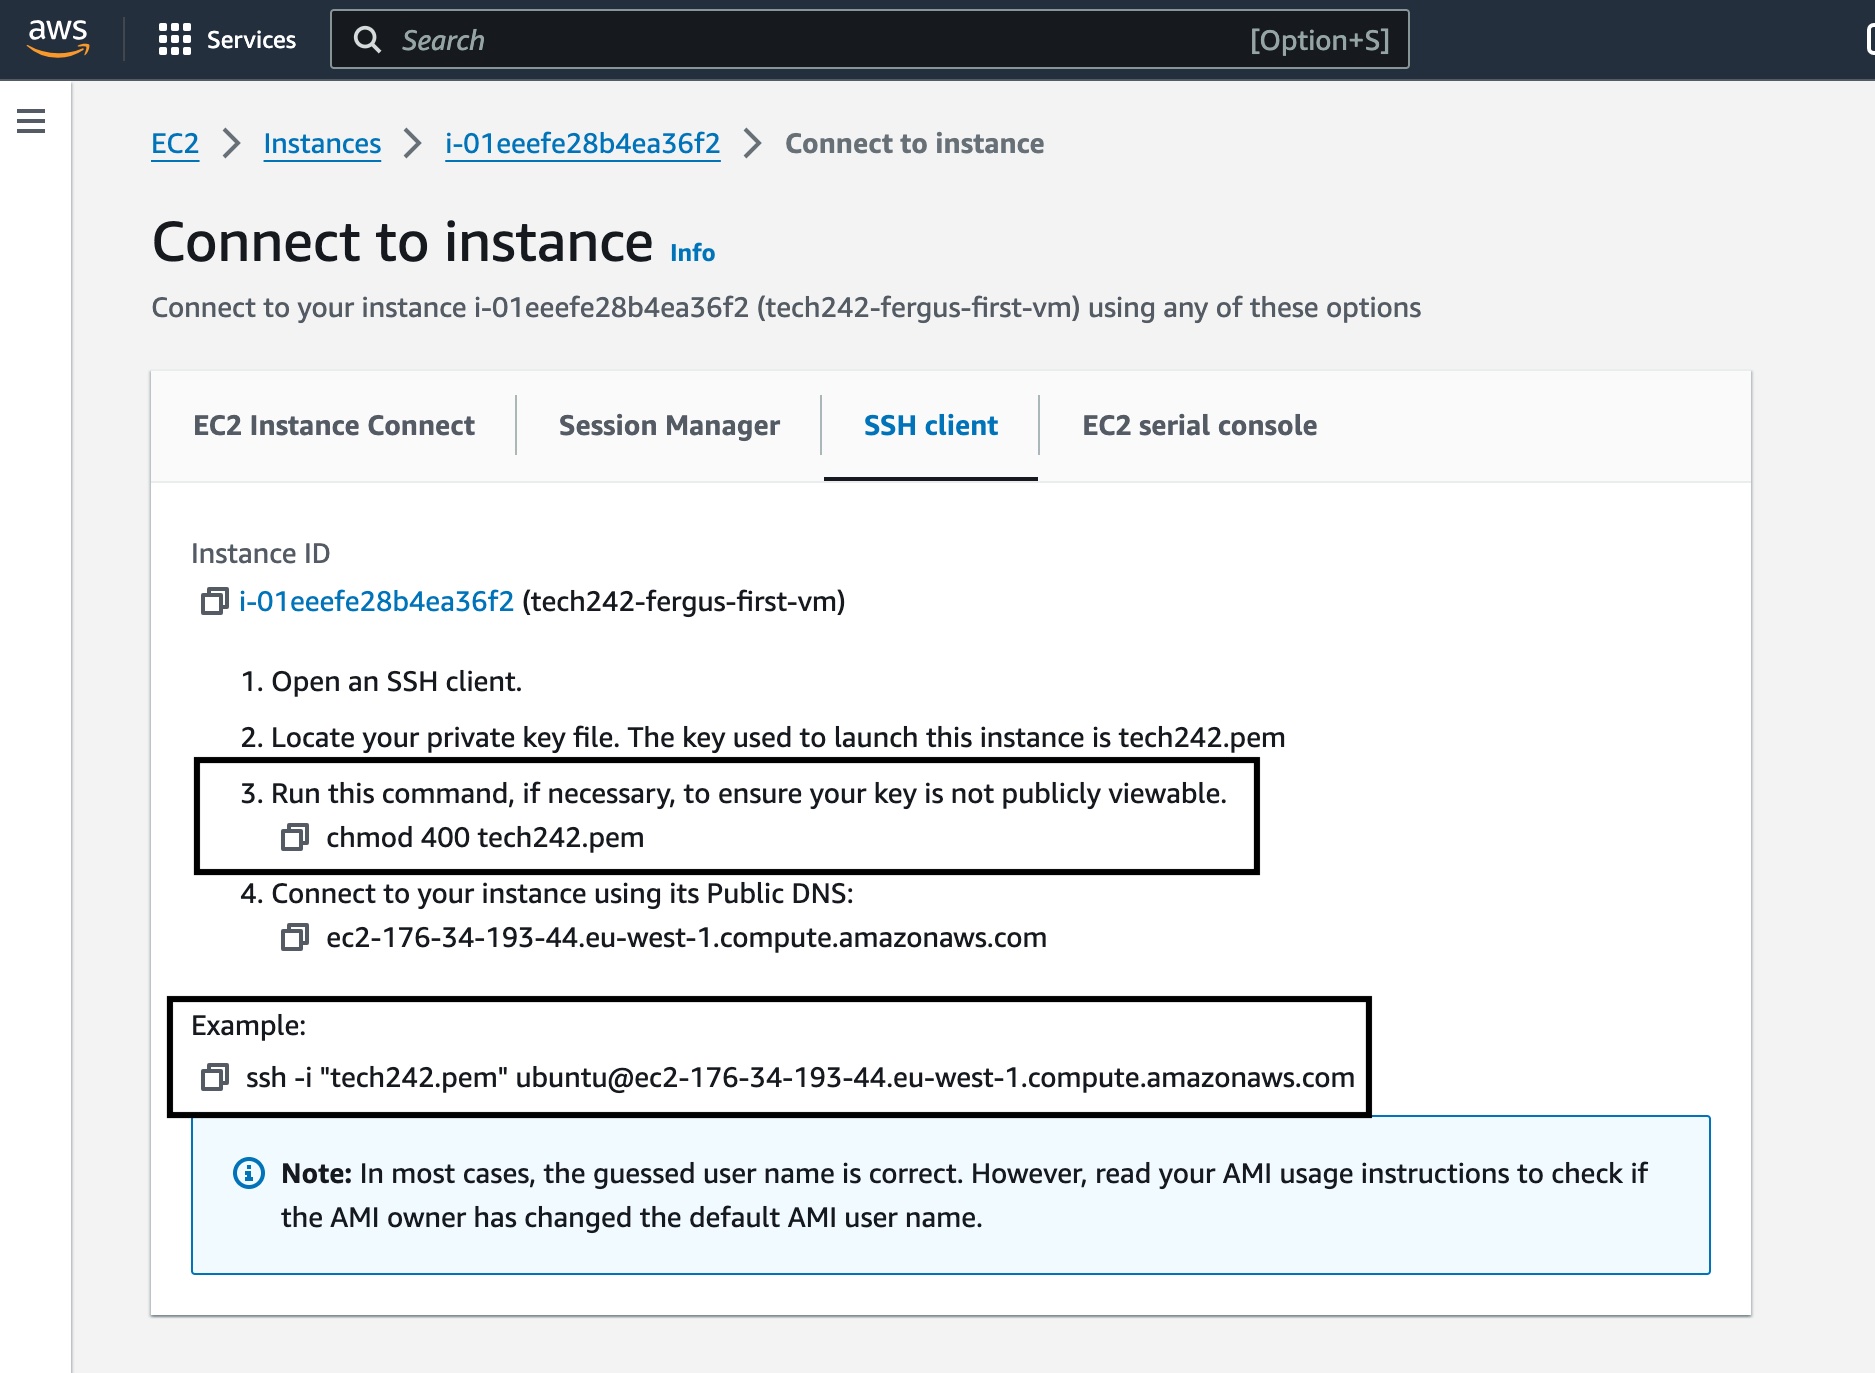 aws
Services
Search
[Option+S]
EC2 > Instances > i-01eeefe28b4ea36f2 > Connect to instance
Connect to instance Info
Connect to your instance i-01eeefe28b4ea36f2 (tech242-fergus-first-vm) using any of these options
EC2 Instance Connect
Session Manager
SSH client
EC2 serial console
Instance ID
i-01eeefe28b4ea36f2 (tech242-fergus-first-vm)
1. Open an SSH client.
2. Locate your private key file. The key used to launch this instance is tech242.pem
3. Run this command, if necessary, to ensure your key is not publicly viewable.
chmod 400 tech242.pem
4. Connect to your instance using its Public DNS:
ec2-176-34-193-44.eu-west-1.compute.amazonaws.com
Example:
ssh -i "tech242.pem" ubuntu@ec2-176-34-193-44.eu-west-1.compute.amazonaws.com
Note: In most cases, the guessed user name is correct. However, read your AMI usage instructions to check if
the AMI owner has changed the default AMI user name.